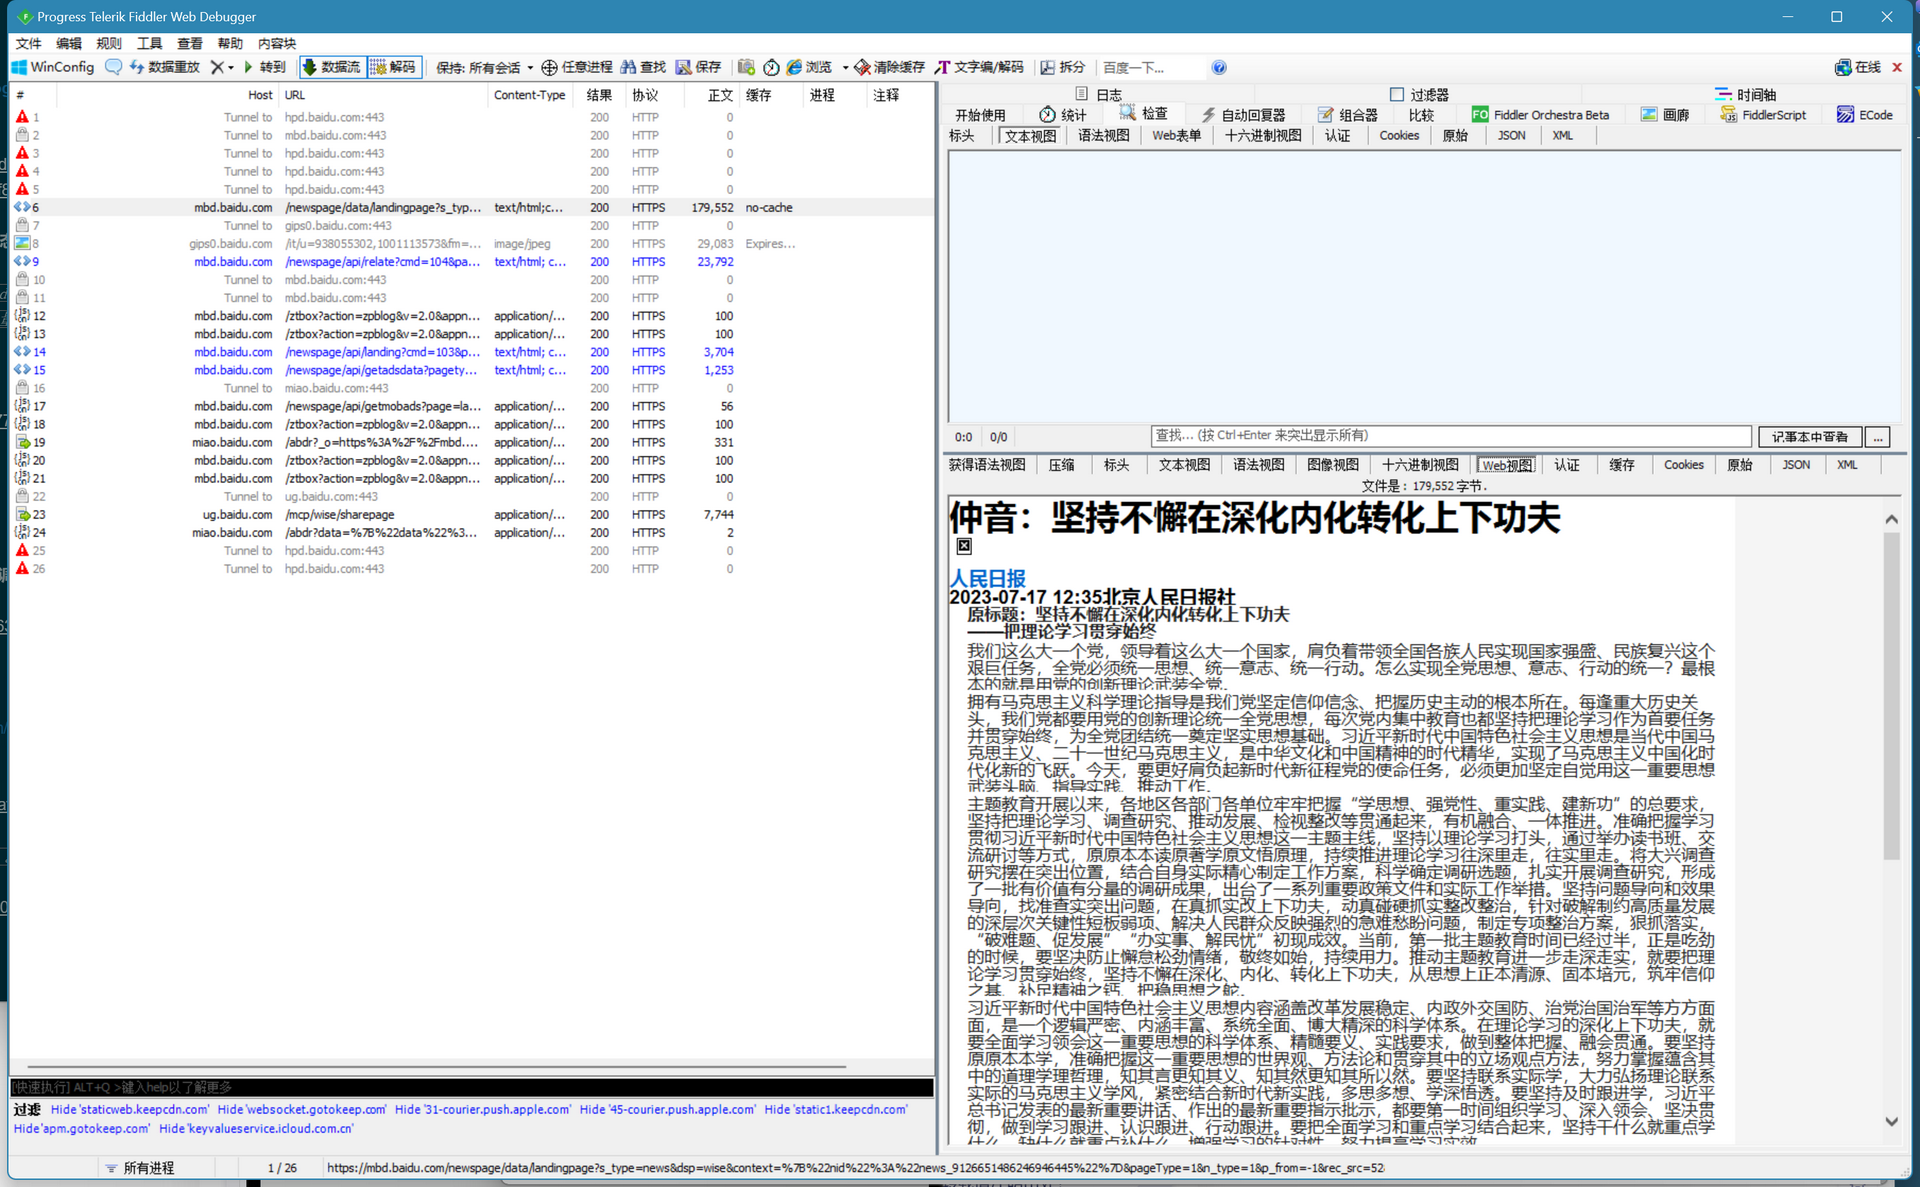 Progress Telerik Fiddler Web Debugger
文件 编辑 规则 工具 查看 帮助 内容块
WinConfig 数据重放 转到 数据流 解码 保持: 所有会话 任意进程 查找 保存 浏览 清除缓存 文字编/解码 拆分 百度一下... 在线
# Host URL Content-Type 结果 协议 正文 缓存 进程 注释
1 Tunnel to hpd.baidu.com:443 200 HTTP 0
2 Tunnel to mbd.baidu.com:443 200 HTTP 0
3 Tunnel to hpd.baidu.com:443 200 HTTP 0
4 Tunnel to hpd.baidu.com:443 200 HTTP 0
5 Tunnel to hpd.baidu.com:443 200 HTTP 0
6 mbd.baidu.com /newspage/data/landingpage?s_typ... text/html;c... 200 HTTPS 179,552 no-cache
7 Tunnel to gips0.baidu.com:443 200 HTTP 0
8 gips0.baidu.com /it/u=938055302,1001113573&fm=... image/jpeg 200 HTTPS 29,083 Expires...
9 mbd.baidu.com /newspage/api/relate?cmd=104&pa... text/html; c... 200 HTTPS 23,792
10 Tunnel to mbd.baidu.com:443 200 HTTP 0
11 Tunnel to mbd.baidu.com:443 200 HTTP 0
12 mbd.baidu.com /ztbox?action=zpblog&v=2.0&appn... application/... 200 HTTPS 100
13 mbd.baidu.com /ztbox?action=zpblog&v=2.0&appn... application/... 200 HTTPS 100
14 mbd.baidu.com /newspage/api/landing?cmd=103&p... text/html; c... 200 HTTPS 3,704
15 mbd.baidu.com /newspage/api/getadsdata?pagety... text/html; c... 200 HTTPS 1,253
16 Tunnel to miao.baidu.com:443 200 HTTP 0
17 mbd.baidu.com /newspage/api/getmobads?page=la... application/... 200 HTTPS 56
18 mbd.baidu.com /ztbox?action=zpblog&v=2.0&appn... application/... 200 HTTPS 100
19 miao.baidu.com /abdr?_o=https%3A%2F%2Fmbd.... application/... 200 HTTPS 331
20 mbd.baidu.com /ztbox?action=zpblog&v=2.0&appn... application/... 200 HTTPS 100
21 mbd.baidu.com /ztbox?action=zpblog&v=2.0&appn... application/... 200 HTTPS 100
22 Tunnel to ug.baidu.com:443 200 HTTP 0
23 ug.baidu.com /mcp/wise/sharepage application/... 200 HTTPS 7,744
24 miao.baidu.com /abdr?data=%7B%22data%22%3... application/... 200 HTTPS 2
25 Tunnel to hpd.baidu.com:443 200 HTTP 0
26 Tunnel to hpd.baidu.com:443 200 HTTP 0
[快速执行] ALT+Q >键入help以了解更多
过滤 Hide 'staticweb.keepcdn.com' Hide 'websocket.gotokeep.com' Hide '31-courier.push.apple.com' Hide '45-courier.push.apple.com' Hide 'static1.keepcdn.com'
Hide 'apm.gotokeep.com' Hide 'keyvalueservice.icloud.com.cn'
所有进程 1 / 26 https://mbd.baidu.com/newspage/data/landingpage?s_type=news&dsp=wise&context=%7B%22nid%22%3A%22news_9126651486246946445%22%7D&pageType=1&n_type=1&p_from=-1&rec_src=52
日志 过滤器 时间轴
开始使用 统计 检查 自动回复器 组合器 比较 FO Fiddler Orchestra Beta 画廊 FiddlerScript ECode
标头 文本视图 语法视图 Web表单 十六进制视图 认证 Cookies 原始 JSON XML
0:0 0/0 查找... (按 Ctrl+Enter 来突出显示所有) 记事本中查看 ...
获得语法视图 压缩 标头 文本视图 语法视图 图像视图 十六进制视图 Web视图 认证 缓存 Cookies 原始 JSON XML
文件是: 179,552 字节.
仲音：坚持不懈在深化内化转化上下功夫
人民日报
2023-07-17 12:35北京人民日报社
原标题：坚持不懈在深化内化转化上下功夫
——把理论学习贯穿始终
我们这么大一个党，领导着这么大一个国家，肩负着带领全国各族人民实现国家强盛、民族复兴这个
艰巨任务，全党必须统一思想、统一意志、统一行动。怎么实现全党思想、意志、行动的统一？最根
本的就是用党的创新理论武装全党。
拥有马克思主义科学理论指导是我们党坚定信仰信念、把握历史主动的根本所在。每逢重大历史关
头，我们党都要用党的创新理论统一全党思想，每次党内集中教育也都坚持把理论学习作为首要任务
并贯穿始终，为全党团结统一奠定坚实思想基础。习近平新时代中国特色社会主义思想是当代中国马
克思主义、二十一世纪马克思主义，是中华文化和中国精神的时代精华，实现了马克思主义中国化时
代化新的飞跃。今天，要更好肩负起新时代新征程党的使命任务，必须更加坚定自觉用这一重要思想
武装头脑、指导实践、推动工作。
主题教育开展以来，各地区各部门各单位牢牢把握“学思想、强党性、重实践、建新功”的总要求，
坚持把理论学习、调查研究、推动发展、检视整改等贯通起来，有机融合、一体推进。准确把握学习
贯彻习近平新时代中国特色社会主义思想这一主题主线，坚持以理论学习打头，通过举办读书班、交
流研讨等方式，原原本本读原著学原文悟原理，持续推进理论学习往深里走，往实里走。将大兴调查
研究摆在突出位置，结合自身实际精心制定工作方案，科学确定调研选题，扎实开展调查研究，形成
了一批有价值有分量的调研成果，出台了一系列重要政策文件和实际工作举措。坚持问题导向和效果
导向，找准查实突出问题，在真抓实改上下功夫，动真碰硬抓实整改整治，针对破解制约高质量发展
的深层次关键性短板弱项、解决人民群众反映强烈的急难愁盼问题，制定专项整治方案，狠抓落实，
“破难题、促发展”“办实事、解民忧”初现成效。当前，第一批主题教育时间已经过半，正是吃劲
的时候，要坚决防止懈怠松劲情绪，敬终如始，持续用力。推动主题教育进一步走深走实，就要把理
论学习贯穿始终，坚持不懈在深化、内化、转化上下功夫，从思想上正本清源、固本培元，筑牢信仰
之基、补足精神之钙、把稳思想之舵。
习近平新时代中国特色社会主义思想内容涵盖改革发展稳定、内政外交国防、治党治国治军等方方面
面，是一个逻辑严密、内涵丰富、系统全面、博大精深的科学体系。在理论学习的深化上下功夫，就
要全面学习领会这一重要思想的科学体系、精髓要义、实践要求，做到整体把握、融会贯通。要坚持
原原本本学，准确把握这一重要思想的世界观、方法论和贯穿其中的立场观点方法，努力掌握蕴含其
中的道理学理哲理，知其言更知其义、知其然更知其所以然。要坚持联系实际学，大力弘扬理论联系
实际的马克思主义学风，紧密结合新时代新实践，多思多想、学深悟透。要坚持及时跟进学，习近平
总书记发表的最新重要讲话、作出的最新重要指示批示，都要第一时间组织学习、深入领会、坚决贯
彻，做到学习跟进、认识跟进、行动跟进。要把全面学习和重点学习结合起来，坚持干什么就重点学
什么、缺什么就重点补什么，增强学习的针对性，努力提高学习实效